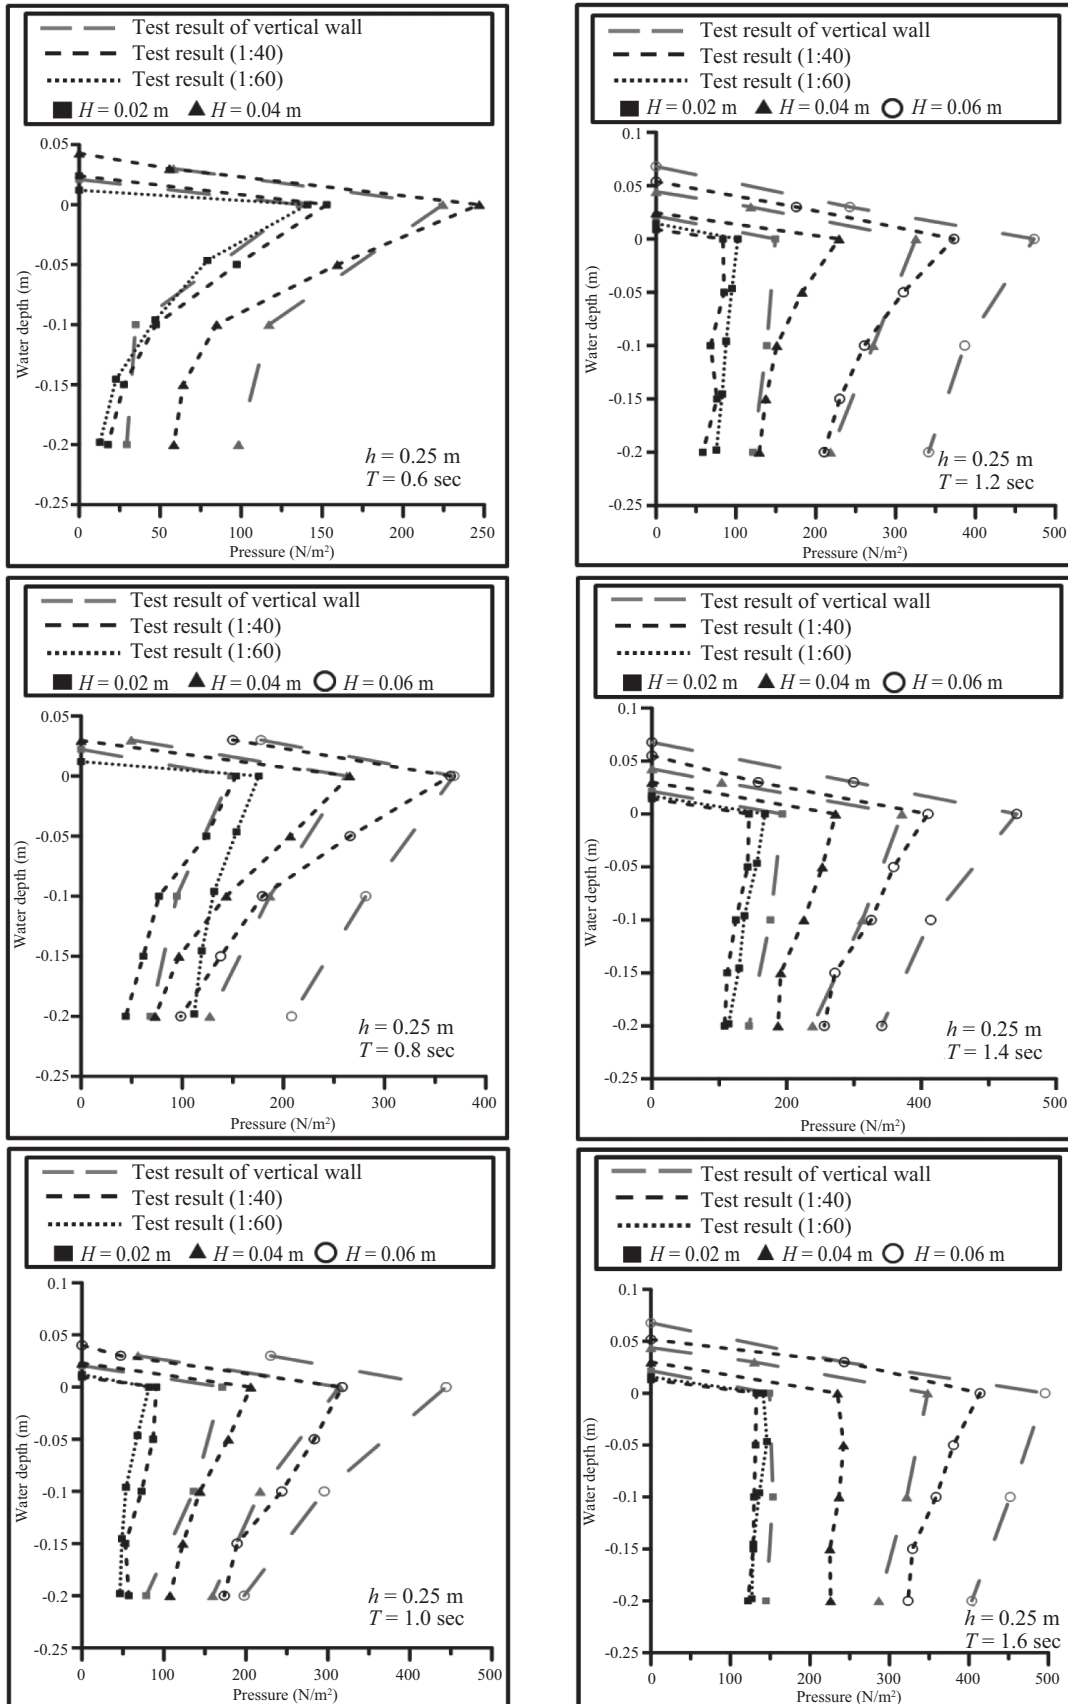 Test result of vertical wall
Test result (1:40)
Test result (1:60)
H = 0.02 m H = 0.04 m
0.05
0
-0.05
-0.1
-0.15
-0.2
-0.25
Water depth (m)
h = 0.25 m
T = 0.6 sec
0 50 100 150 200 250
Pressure (N/m²)
Test result of vertical wall
Test result (1:40)
Test result (1:60)
H = 0.02 m H = 0.04 m H = 0.06 m
0.1
0.05
0
-0.05
-0.1
-0.15
-0.2
-0.25
Water depth (m)
h = 0.25 m
T = 1.2 sec
0 100 200 300 400 500
Pressure (N/m²)
Test result of vertical wall
Test result (1:40)
Test result (1:60)
H = 0.02 m H = 0.04 m H = 0.06 m
0.05
0
-0.05
-0.1
-0.15
-0.2
-0.25
Water depth (m)
h = 0.25 m
T = 0.8 sec
0 100 200 300 400
Pressure (N/m²)
Test result of vertical wall
Test result (1:40)
Test result (1:60)
H = 0.02 m H = 0.04 m H = 0.06 m
0.1
0.05
0
-0.05
-0.1
-0.15
-0.2
-0.25
Water depth (m)
h = 0.25 m
T = 1.4 sec
0 200 300 400 500
Pressure (N/m²)
Test result of vertical wall
Test result (1:40)
Test result (1:60)
H = 0.02 m H = 0.04 m H = 0.06 m
0.1
0.05
0
-0.05
-0.1
-0.15
-0.2
-0.25
Water depth (m)
h = 0.25 m
T = 1.0 sec
0 100 200 300 400 500
Pressure (N/m²)
Test result of vertical wall
Test result (1:40)
Test result (1:60)
H = 0.02 m H = 0.04 m H = 0.06 m
0.1
0.05
0
-0.05
-0.1
-0.15
-0.2
-0.25
Water depth (m)
h = 0.25 m
T = 1.6 sec
0 100 200 300 400 500
Pressure (N/m²)